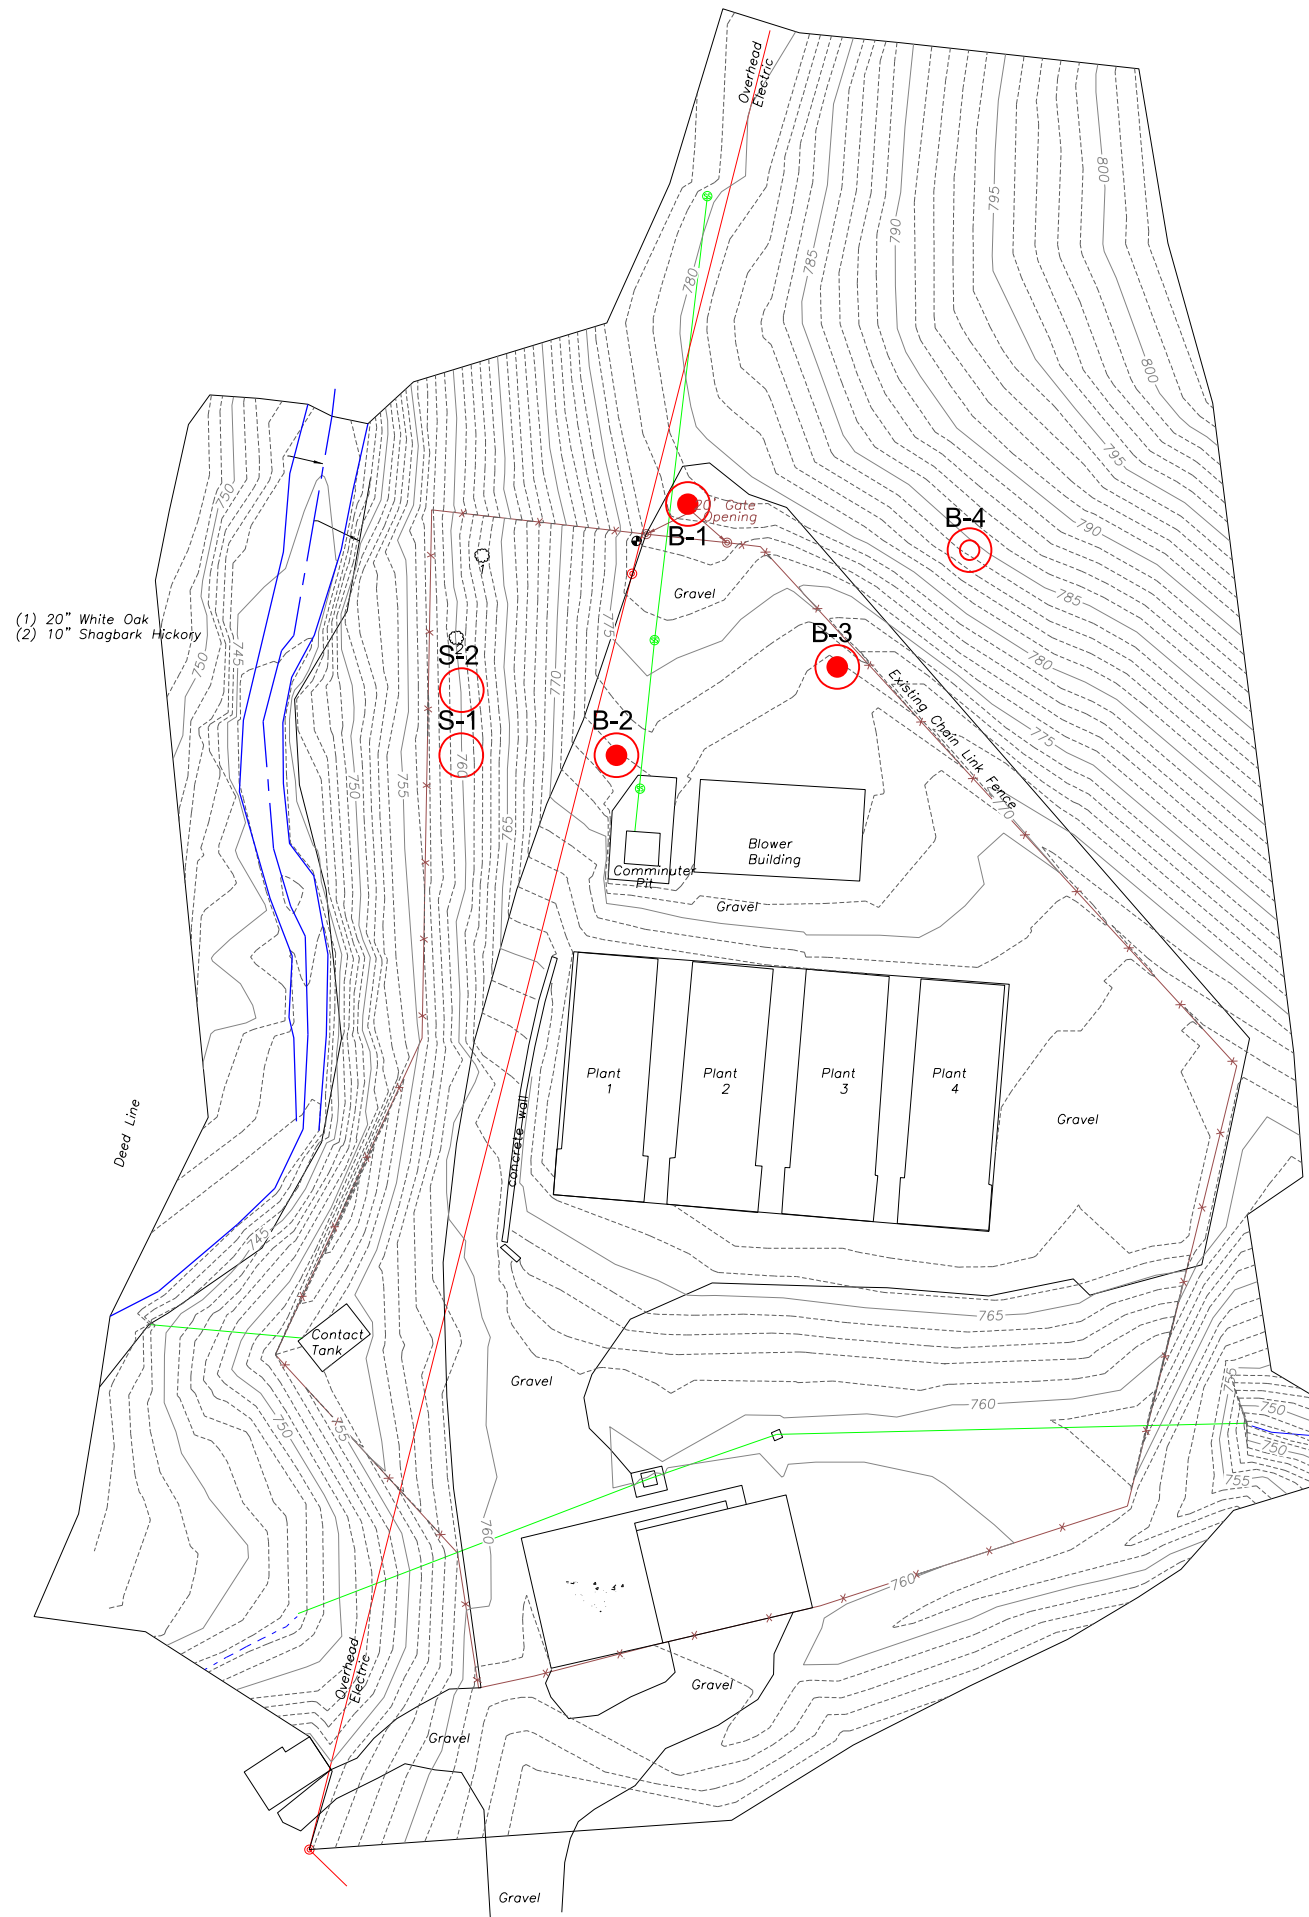 Overhead
Electric
800
795
790
785
780
800
795
790
785
780
775
770
750
745
750
750
755
760
765
770
775
20' Gate
Opening
B-1
B-4
Gravel
B-3
(1) 20" White Oak
(2) 10" Shagbark Hickory
2
S-2
S-1
B-2
Existing Chain Link Fence
Blower
Building
Comminuter
Pit
Gravel
Plant
1
Plant
2
Plant
3
Plant
4
Gravel
concrete wall
Deed Line
745
Contact
Tank
765
Gravel
760
750
755
755
750
750
755
760
760
Overhead
Electric
Gravel
Gravel
Gravel